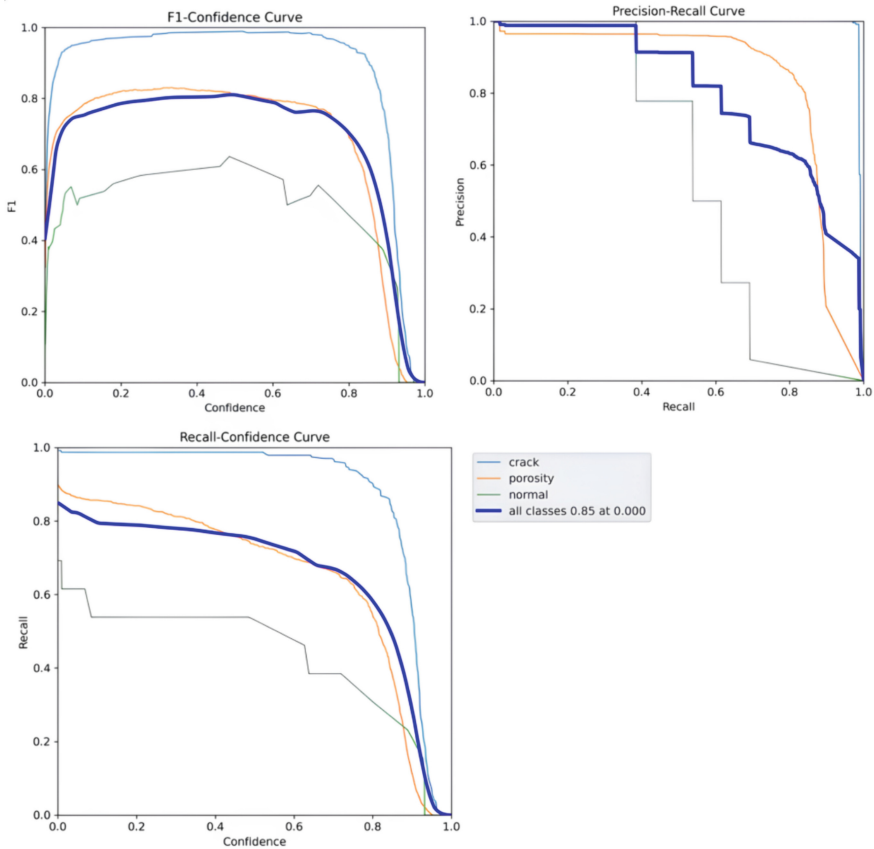 F1-Confidence Curve
1.0
0.8
0.6
0.4
0.2
0.0
F1
0.0 0.2 0.4 0.6 0.8 1.0
Confidence
Precision-Recall Curve
1.0
0.8
0.6
0.4
0.2
0.0
Precision
0.0 0.2 0.4 0.6 0.8 1.0
Recall
Recall-Confidence Curve
1.0
0.8
0.6
0.4
0.2
0.0
Recall
0.0 0.2 0.4 0.6 0.8 1.0
Confidence
crack
porosity
normal
all classes 0.85 at 0.000